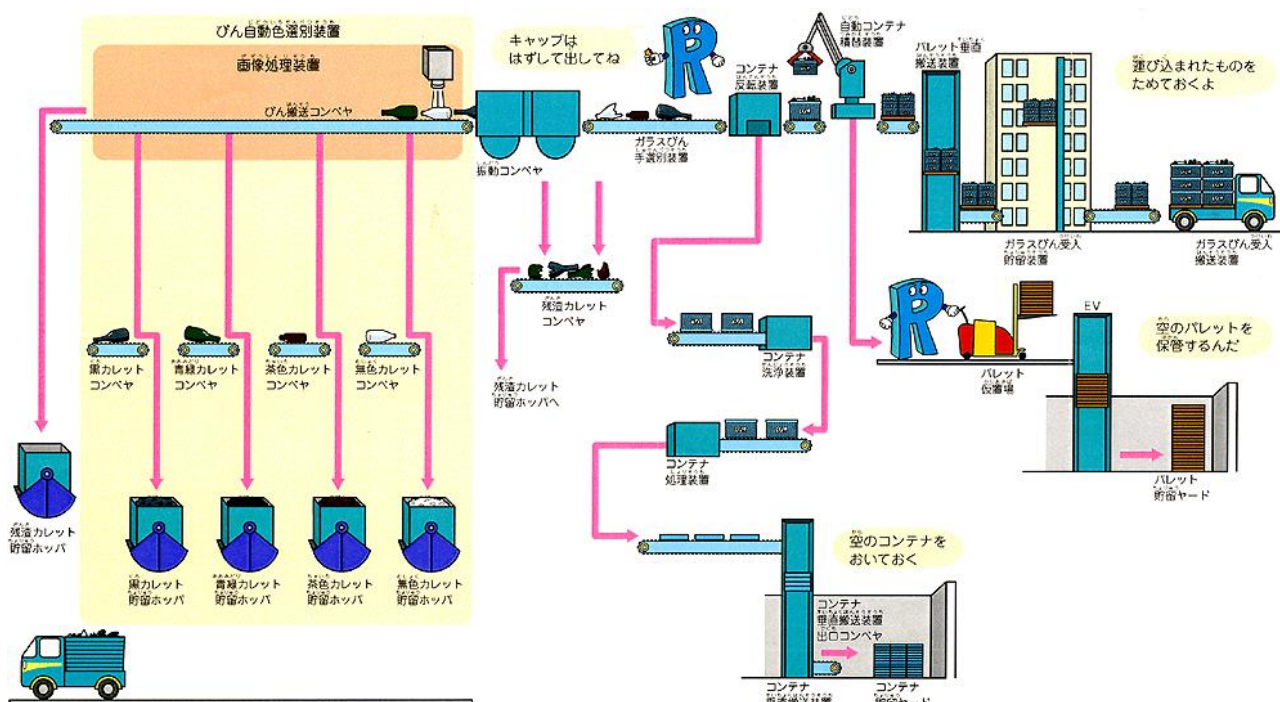 びん自動色選別装置
画像処理装置
びん搬送コンベヤ
キャップは
はずして出してね
振動コンベヤ
ガラスびん
手選別装置
コンテナ
反転装置
自動コンテナ
積替装置
パレット垂直
搬送装置
運び込まれたものを
ためておくよ
ガラスびん受入
貯留装置
ガラスびん受入
搬送装置
残渣カレット
コンベヤ
残渣カレット
貯留ホッパへ
黒カレット
コンベヤ
青緑カレット
コンベヤ
茶色カレット
コンベヤ
無色カレット
コンベヤ
コンテナ
洗浄装置
パレット
仮置場
EV
空のパレットを
保管するんだ
パレット
貯留ヤード
コンテナ
処理装置
残渣カレット
貯留ホッパ
黒カレット
貯留ホッパ
青緑カレット
貯留ホッパ
茶色カレット
貯留ホッパ
無色カレット
貯留ホッパ
空のコンテナを
おいておく
コンテナ
垂直搬送装置
出口コンベヤ
コンテナ
垂直搬送装置
コンテナ
貯留ヤード